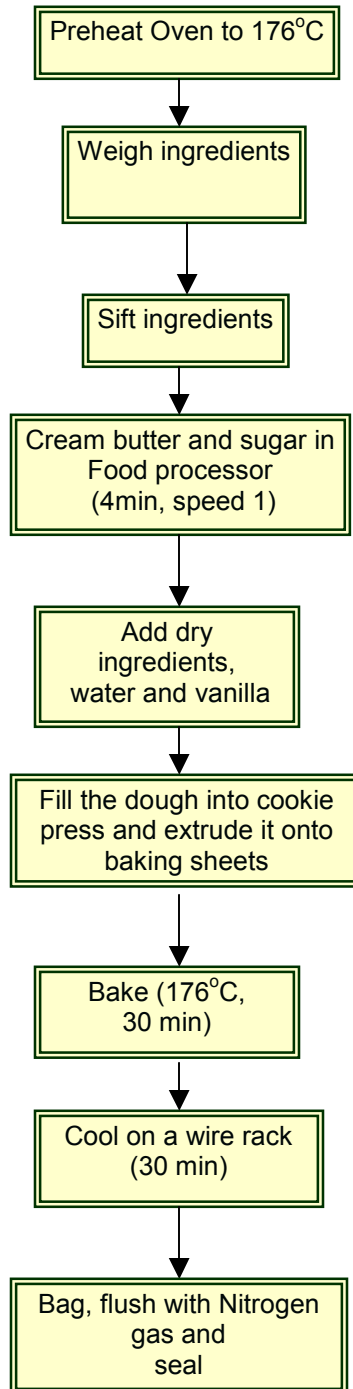 Preheat Oven to 176°C
Weigh ingredients
Sift ingredients
Cream butter and sugar in
Food processor
(4min, speed 1)
Add dry
ingredients,
water and vanilla
Fill the dough into cookie
press and extrude it onto
baking sheets
Bake (176°C,
30 min)
Cool on a wire rack
(30 min)
Bag, flush with Nitrogen
gas and
seal